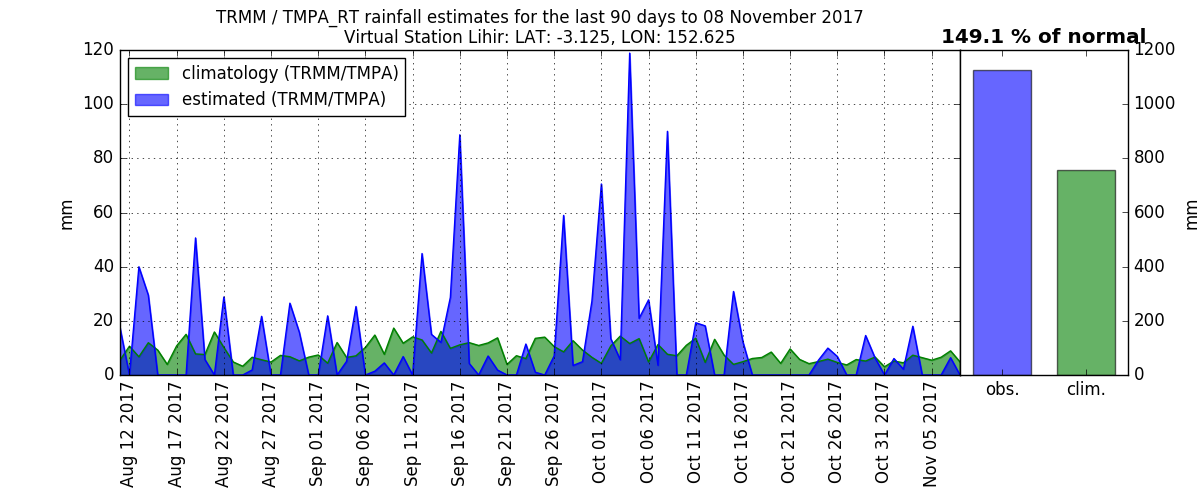 TRMM / TMPA_RT rainfall estimates for the last 90 days to 08 November 2017
Virtual Station Lihir: LAT: -3.125, LON: 152.625
149.1 % of normal
climatology (TRMM/TMPA)
estimated (TRMM/TMPA)
120
100
80
60
40
20
0
mm
1200
1000
800
600
400
200
0
mm
Aug 12 2017
Aug 17 2017
Aug 22 2017
Aug 27 2017
Sep 01 2017
Sep 06 2017
Sep 11 2017
Sep 16 2017
Sep 21 2017
Sep 26 2017
Oct 01 2017
Oct 06 2017
Oct 11 2017
Oct 16 2017
Oct 21 2017
Oct 26 2017
Oct 31 2017
Nov 05 2017
obs.
clim.